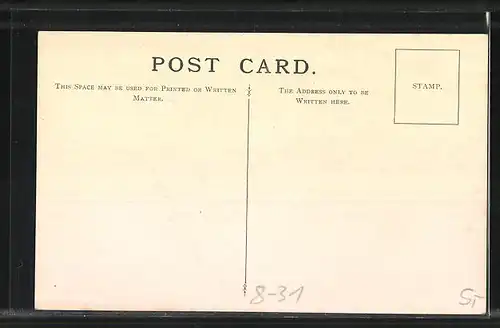 POST CARD.
THIS SPACE MAY BE USED FOR PRINTED OR WRITTEN
MATTER.
THE ADDRESS ONLY TO BE
WRITTEN HERE.
STAMP.
8-31